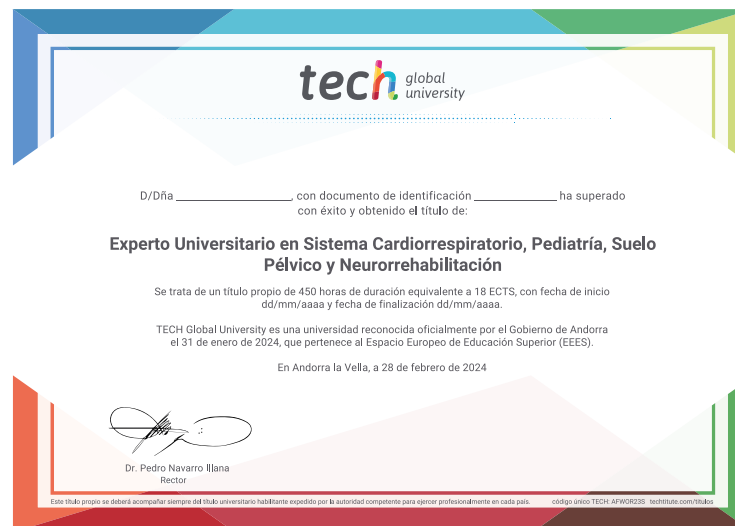 tech global university
D/Dña ______________, con documento de identificación ______________ ha superado
con éxito y obtenido el título de:
Experto Universitario en Sistema Cardiorrespiratorio, Pediatría, Suelo
Pélvico y Neurorrehabilitación
Se trata de un título propio de 450 horas de duración equivalente a 18 ECTS, con fecha de inicio
dd/mm/aaaa y fecha de finalización dd/mm/aaaa.
TECH Global University es una universidad reconocida oficialmente por el Gobierno de Andorra
el 31 de enero de 2024, que pertenece al Espacio Europeo de Educación Superior (EEES).
En Andorra la Vella, a 28 de febrero de 2024
Dr. Pedro Navarro Illana
Rector
Este título propio se deberá acompañar siempre del título universitario habilitante expedido por la autoridad competente para ejercer profesionalmente en cada país. código único TECH: AFWOR23S techtitute.com/titulos